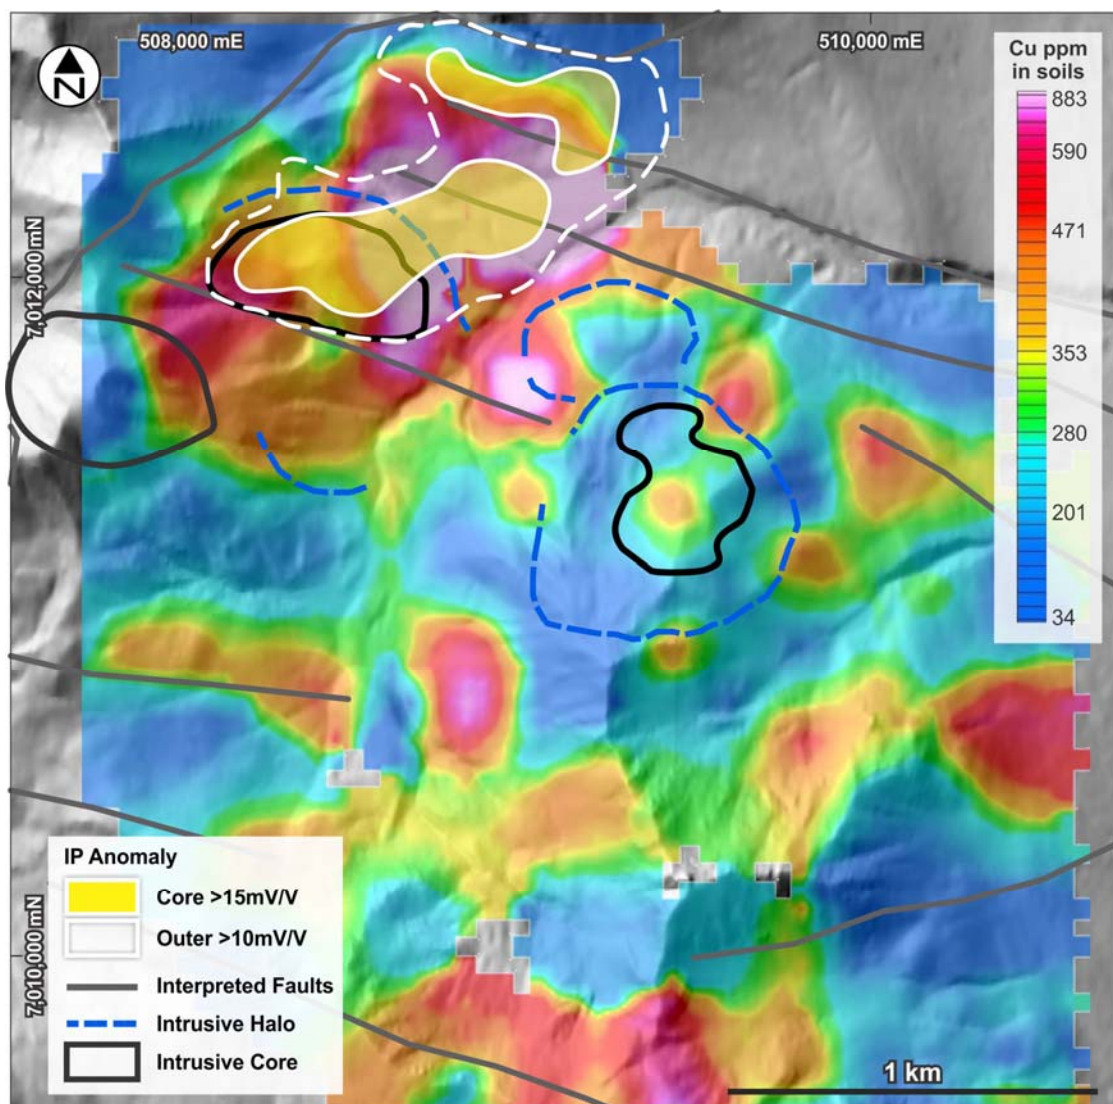 508,000 mE
510,000 mE
N
7,012,000 mN
7,010,000 mN
Cu ppm
in soils
883
590
471
353
280
201
34
IP Anomaly
Core >15mV/V
Outer >10mV/V
Interpreted Faults
Intrusive Halo
Intrusive Core
1 km